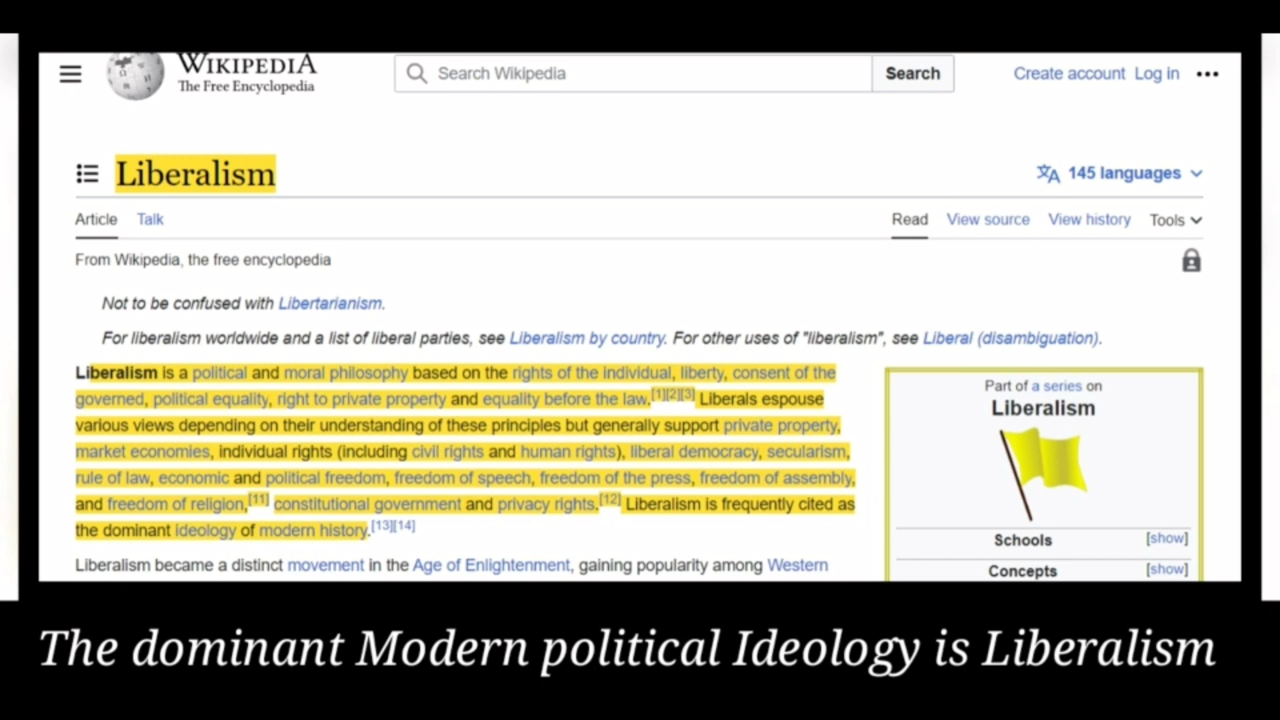 WIKIPEDIA
The Free Encyclopedia
Search Wikipedia
Search
Create account Log in
Liberalism
145 languages
Article Talk
Read View source View history Tools
From Wikipedia, the free encyclopedia
Not to be confused with Libertarianism.
For liberalism worldwide and a list of liberal parties, see Liberalism by country. For other uses of "liberalism", see Liberal (disambiguation).
Liberalism is a political and moral philosophy based on the rights of the individual, liberty, consent of the
governed, political equality, right to private property and equality before the law.[1][2][3] Liberals espouse
various views depending on their understanding of these principles but generally support private property,
market economies, individual rights (including civil rights and human rights), liberal democracy, secularism,
rule of law, economic and political freedom, freedom of speech, freedom of the press, freedom of assembly,
and freedom of religion,[11] constitutional government and privacy rights.[12] Liberalism is frequently cited as
the dominant ideology of modern history.[13][14]
Liberalism became a distinct movement in the Age of Enlightenment, gaining popularity among Western
Part of a series on
Liberalism
Schools [show]
Concepts [show]
The dominant Modern political Ideology is Liberalism